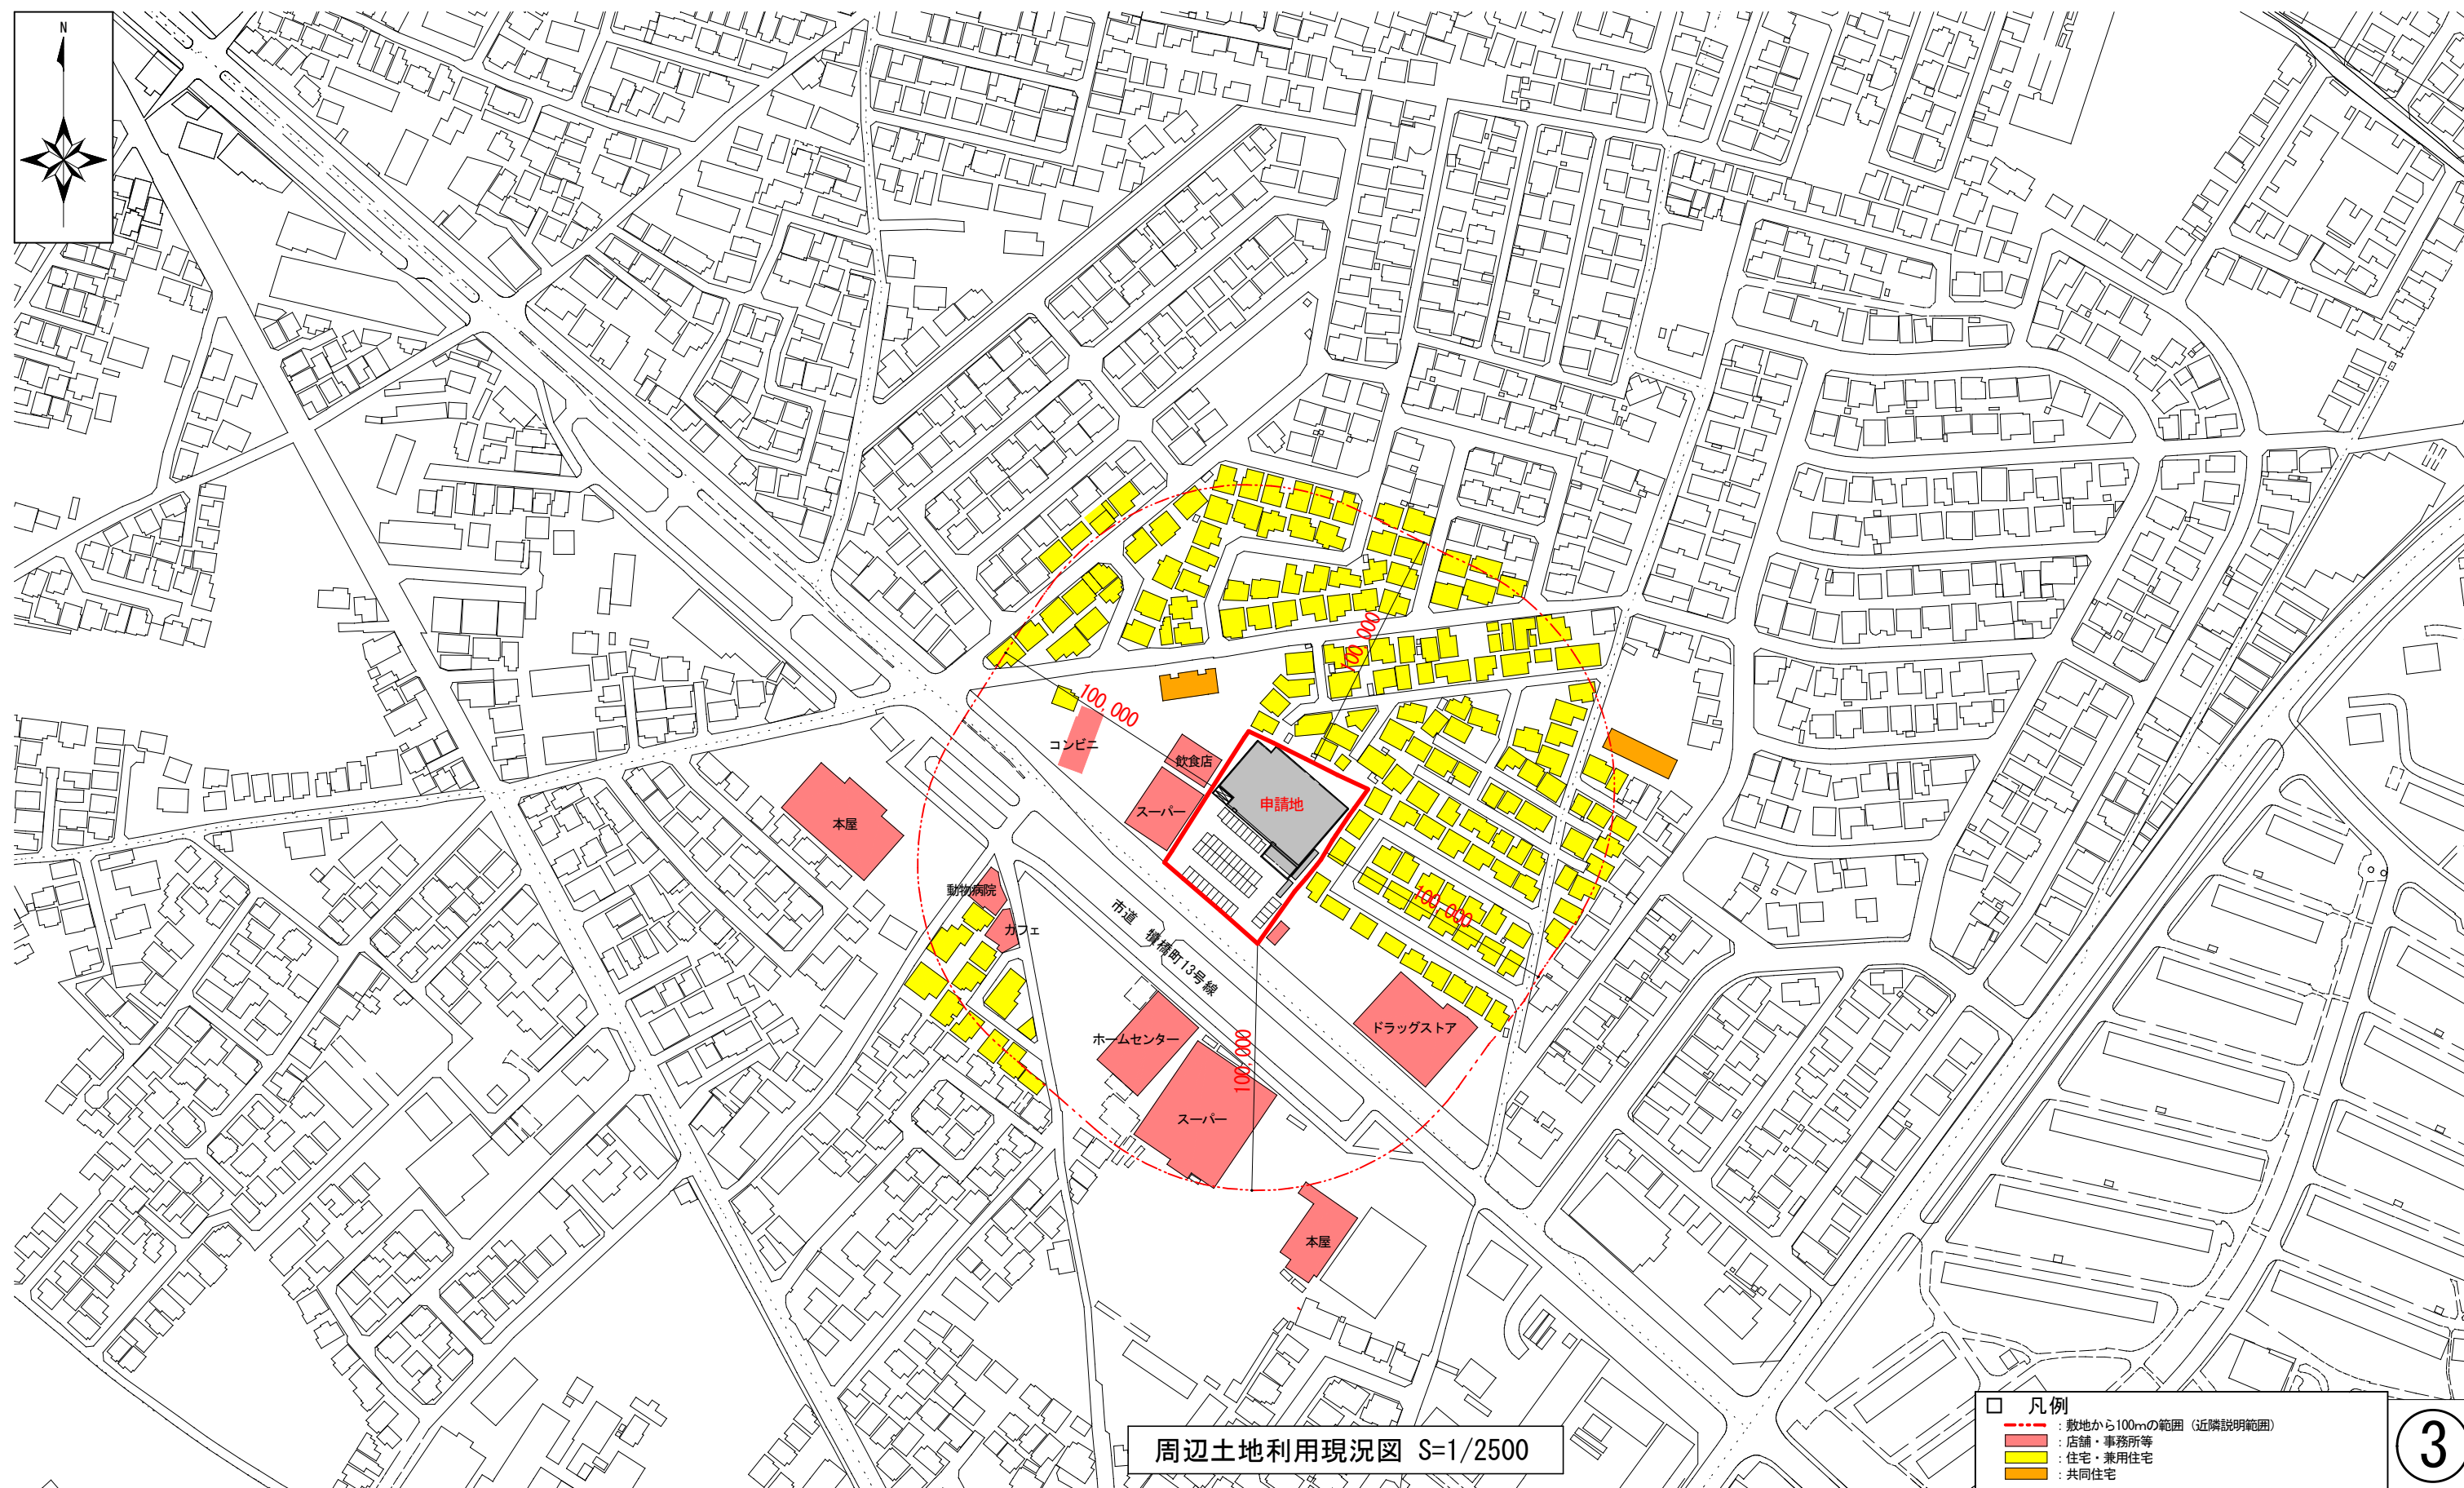 N
100,000
100,000
コンビニ
飲食店
スーパー
申請地
本屋
動物病院
カフェ
市道 犢橋町13号線
100,000
ホームセンター
ドラッグストア
100,000
スーパー
本屋
周辺土地利用現況図 S=1/2500
□ 凡例
：敷地から100mの範囲（近隣説明範囲）
：店舗・事務所等
：住宅・兼用住宅
：共同住宅
3